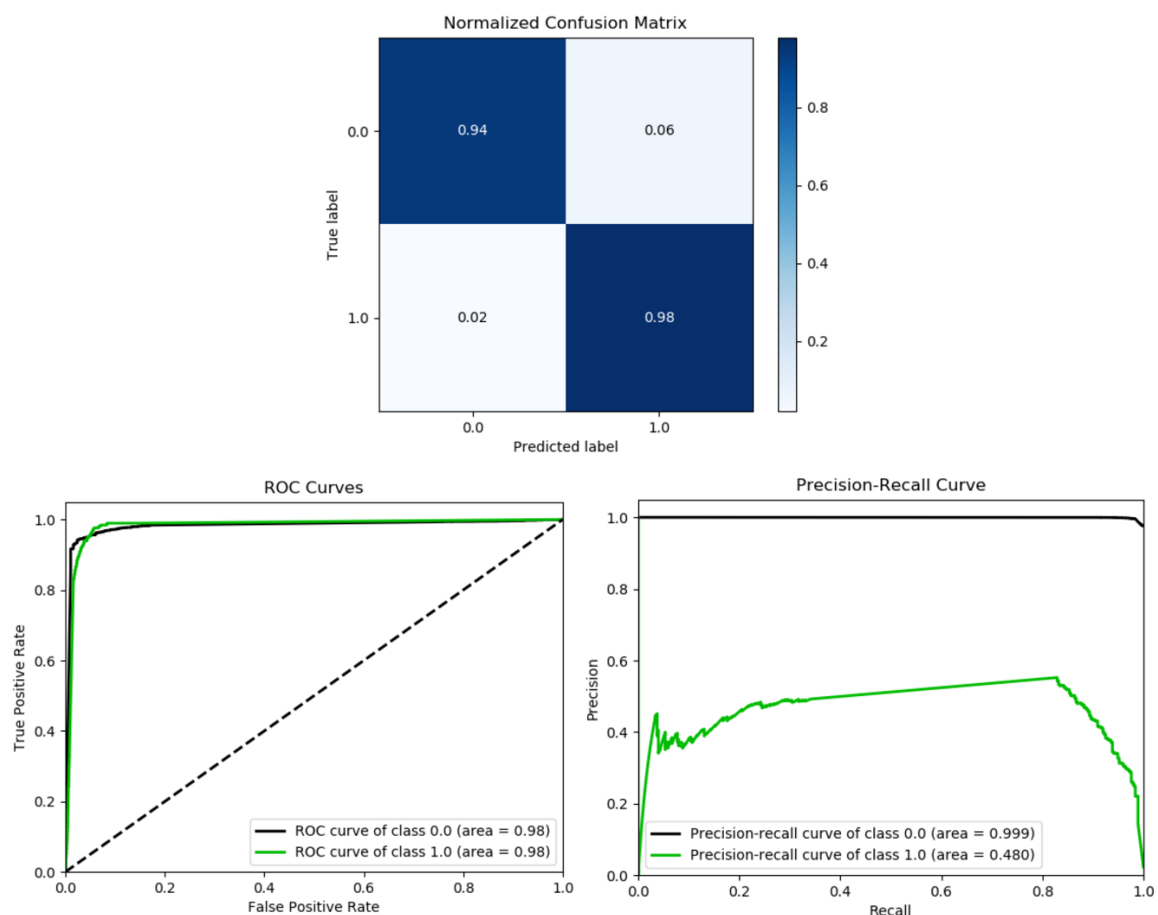 Normalized Confusion Matrix
0.94
0.06
0.02
0.98
0.0
1.0
True label
0.0
1.0
Predicted label
0.8
0.6
0.4
0.2
ROC Curves
1.0
0.8
0.6
0.4
0.2
0.0
True Positive Rate
ROC curve of class 0.0 (area = 0.98)
ROC curve of class 1.0 (area = 0.98)
0.0 0.2 0.4 0.6 0.8 1.0
False Positive Rate
Precision-Recall Curve
1.0
0.8
0.6
0.4
0.2
0.0
Precision
Precision-recall curve of class 0.0 (area = 0.999)
Precision-recall curve of class 1.0 (area = 0.480)
0.0 0.2 0.4 0.6 0.8 1.0
Recall